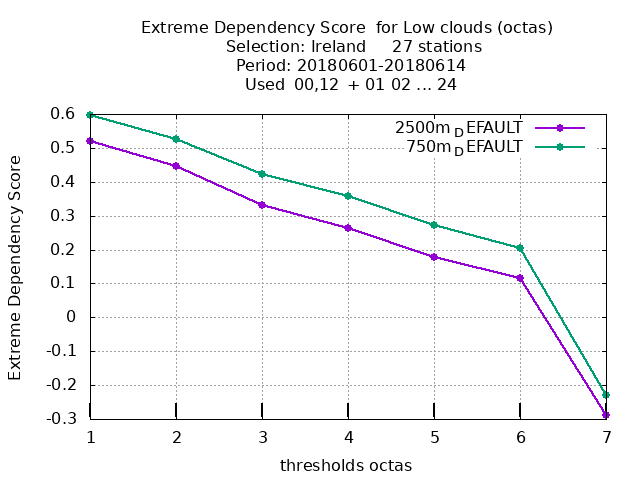 Extreme Dependency Score for Low clouds (octas)
Selection: Ireland 27 stations
Period: 20180601-20180614
Used 00,12 + 01 02 ... 24
2500m_DEFAULT
750m_DEFAULT
Extreme Dependency Score
0.6
0.5
0.4
0.3
0.2
0.1
0
-0.1
-0.2
-0.3
1 2 3 4 5 6 7
thresholds octas